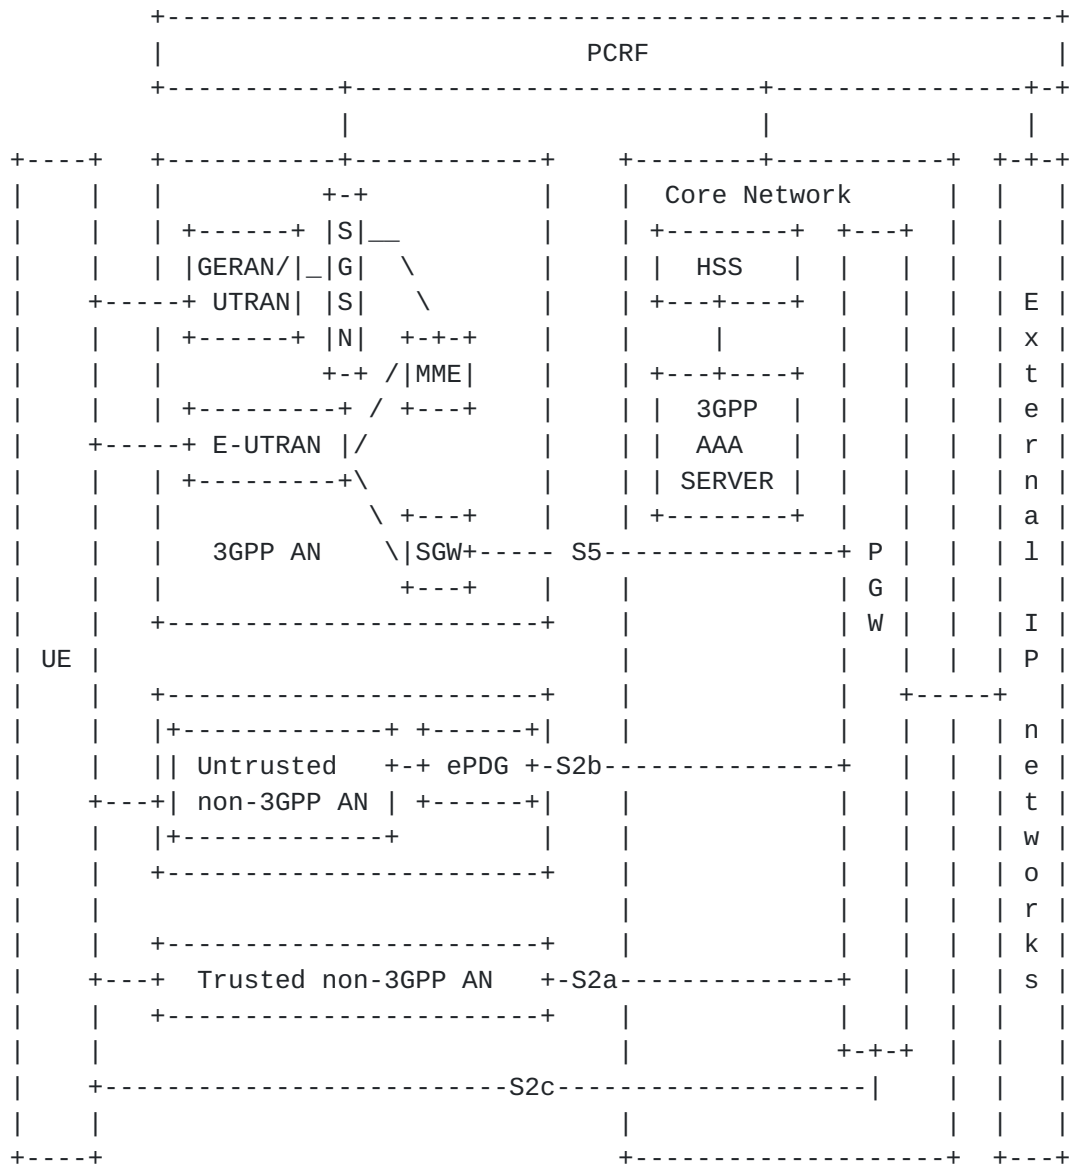 PCRF
Core Network
SGSN
GERAN/
UTRAN
HSS
MME
3GPP
AAA
SERVER
E-UTRAN
3GPP AN
SGW
S5
PGW
External IP networks
UE
Untrusted
non-3GPP AN
ePDG
S2b
Trusted non-3GPP AN
S2a
S2c